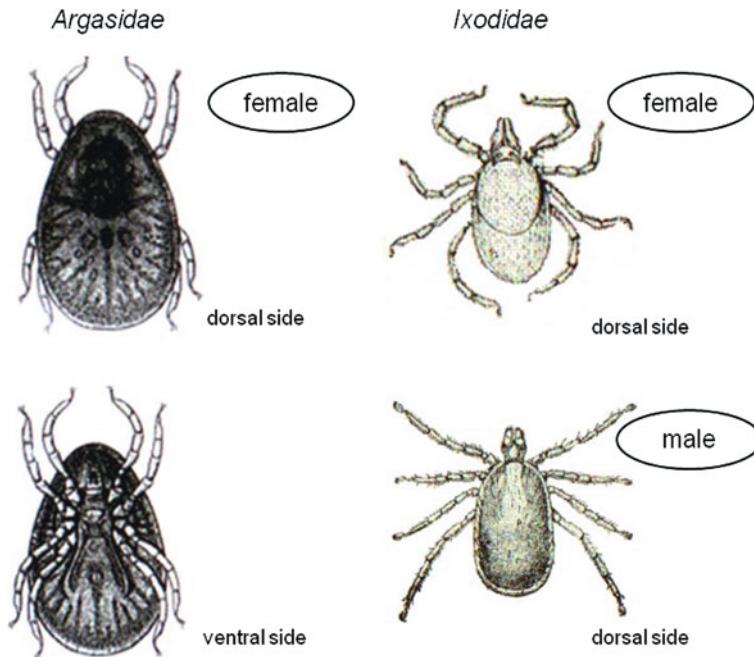 Argasidae
Ixodidae
female
female
dorsal side
dorsal side
male
ventral side
dorsal side